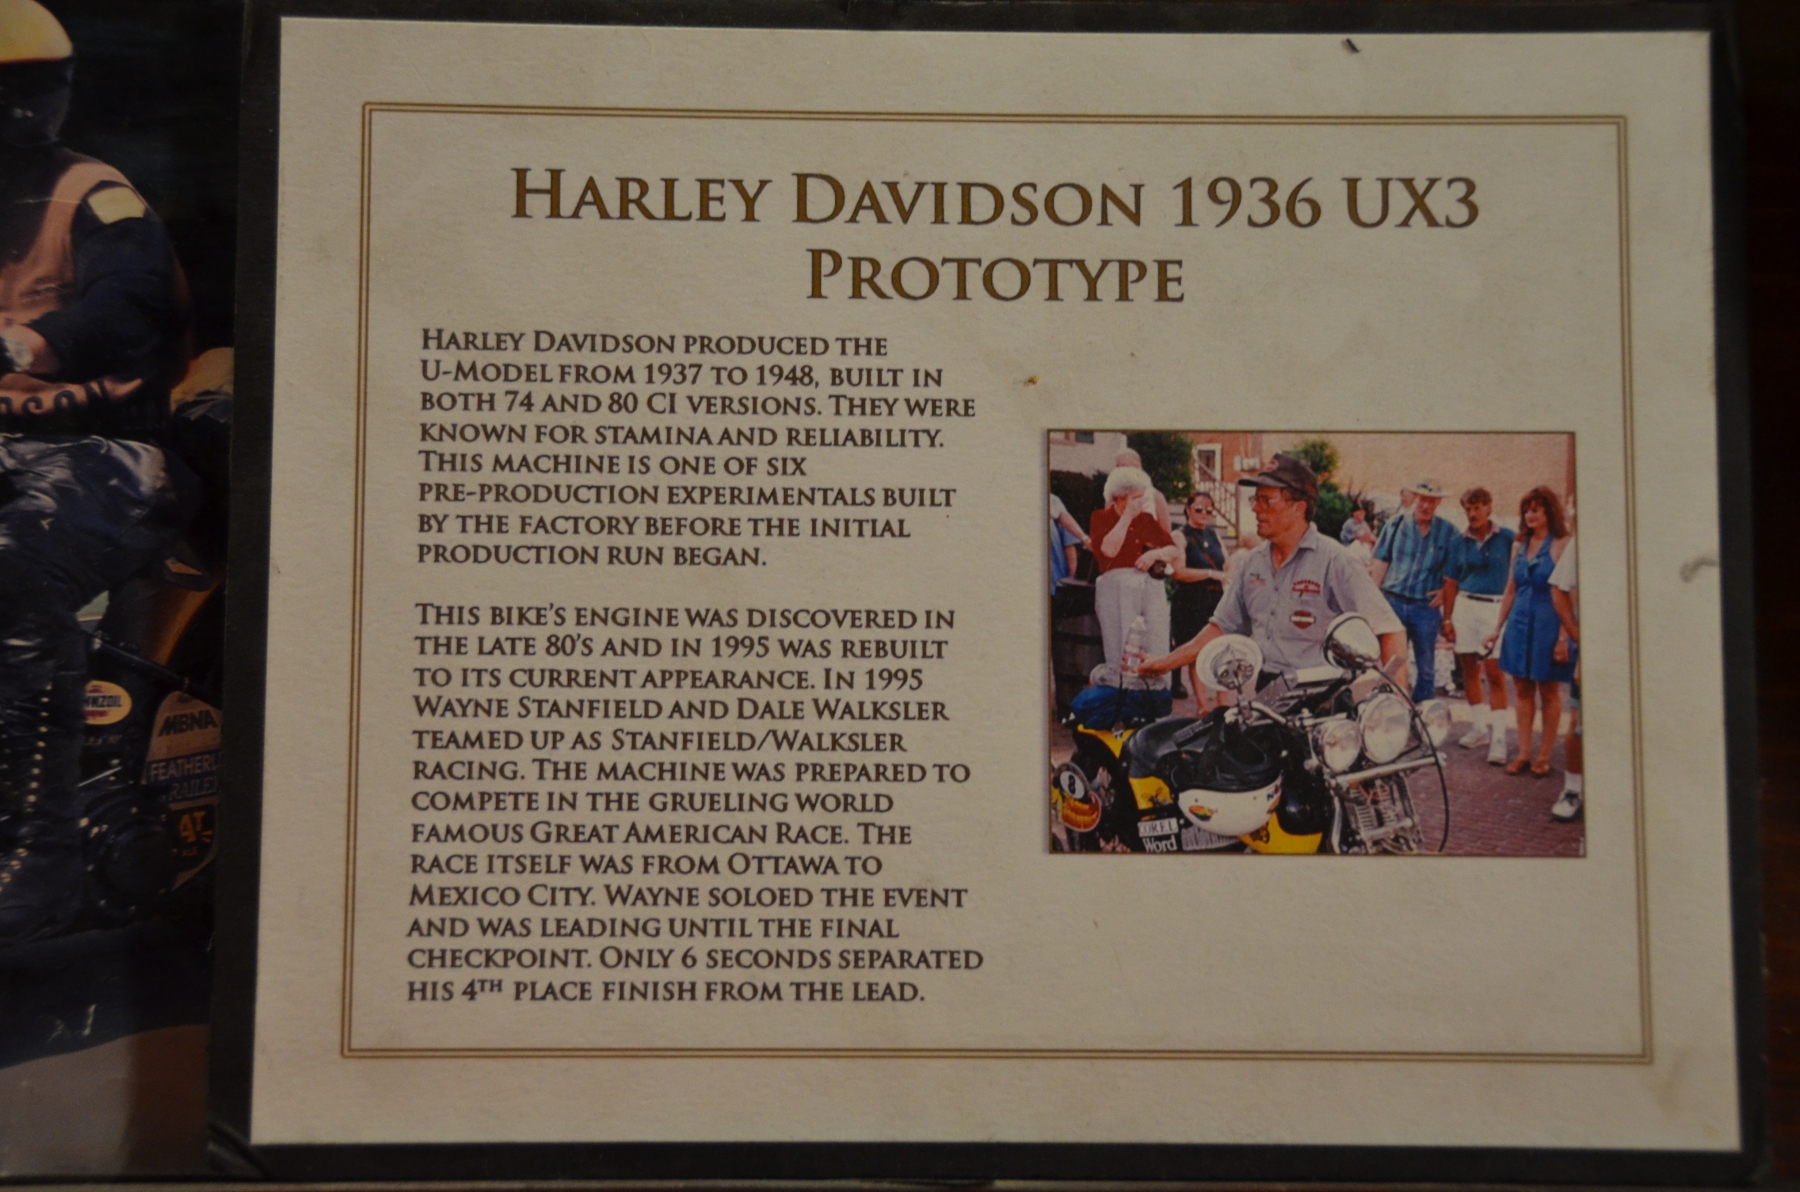 HARLEY DAVIDSON 1936 UX3
PROTOTYPE
HARLEY DAVIDSON PRODUCED THE
U-MODEL FROM 1937 TO 1948, BUILT IN
BOTH 74 AND 80 CI VERSIONS. THEY WERE
KNOWN FOR STAMINA AND RELIABILITY.
THIS MACHINE IS ONE OF SIX
PRE-PRODUCTION EXPERIMENTALS BUILT
BY THE FACTORY BEFORE THE INITIAL
PRODUCTION RUN BEGAN.
THIS BIKE'S ENGINE WAS DISCOVERED IN
THE LATE 80'S AND IN 1995 WAS REBUILT
TO ITS CURRENT APPEARANCE. IN 1995
WAYNE STANFIELD AND DALE WALKSLER
TEAMED UP AS STANFIELD/WALKSLER
RACING. THE MACHINE WAS PREPARED TO
COMPETE IN THE GRUELING WORLD
FAMOUS GREAT AMERICAN RACE. THE
RACE ITSELF WAS FROM OTTAWA TO
MEXICO CITY. WAYNE SOLOED THE EVENT
AND WAS LEADING UNTIL THE FINAL
CHECKPOINT. ONLY 6 SECONDS SEPARATED
HIS 4TH PLACE FINISH FROM THE LEAD.
8
COREL
Word
MBNA